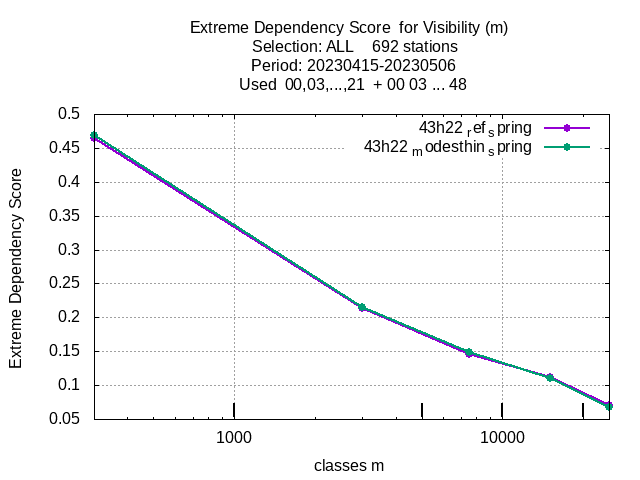 Extreme Dependency Score  for Visibility (m)
Selection: ALL    692 stations
Period: 20230415-20230506
Used  00,03,...,21  + 00 03 ... 48
43h22 ref spring
43h22 modesthin spring
0.5
0.45
0.4
0.35
0.3
0.25
0.2
0.15
0.1
0.05
Extreme Dependency Score
1000 10000
classes m